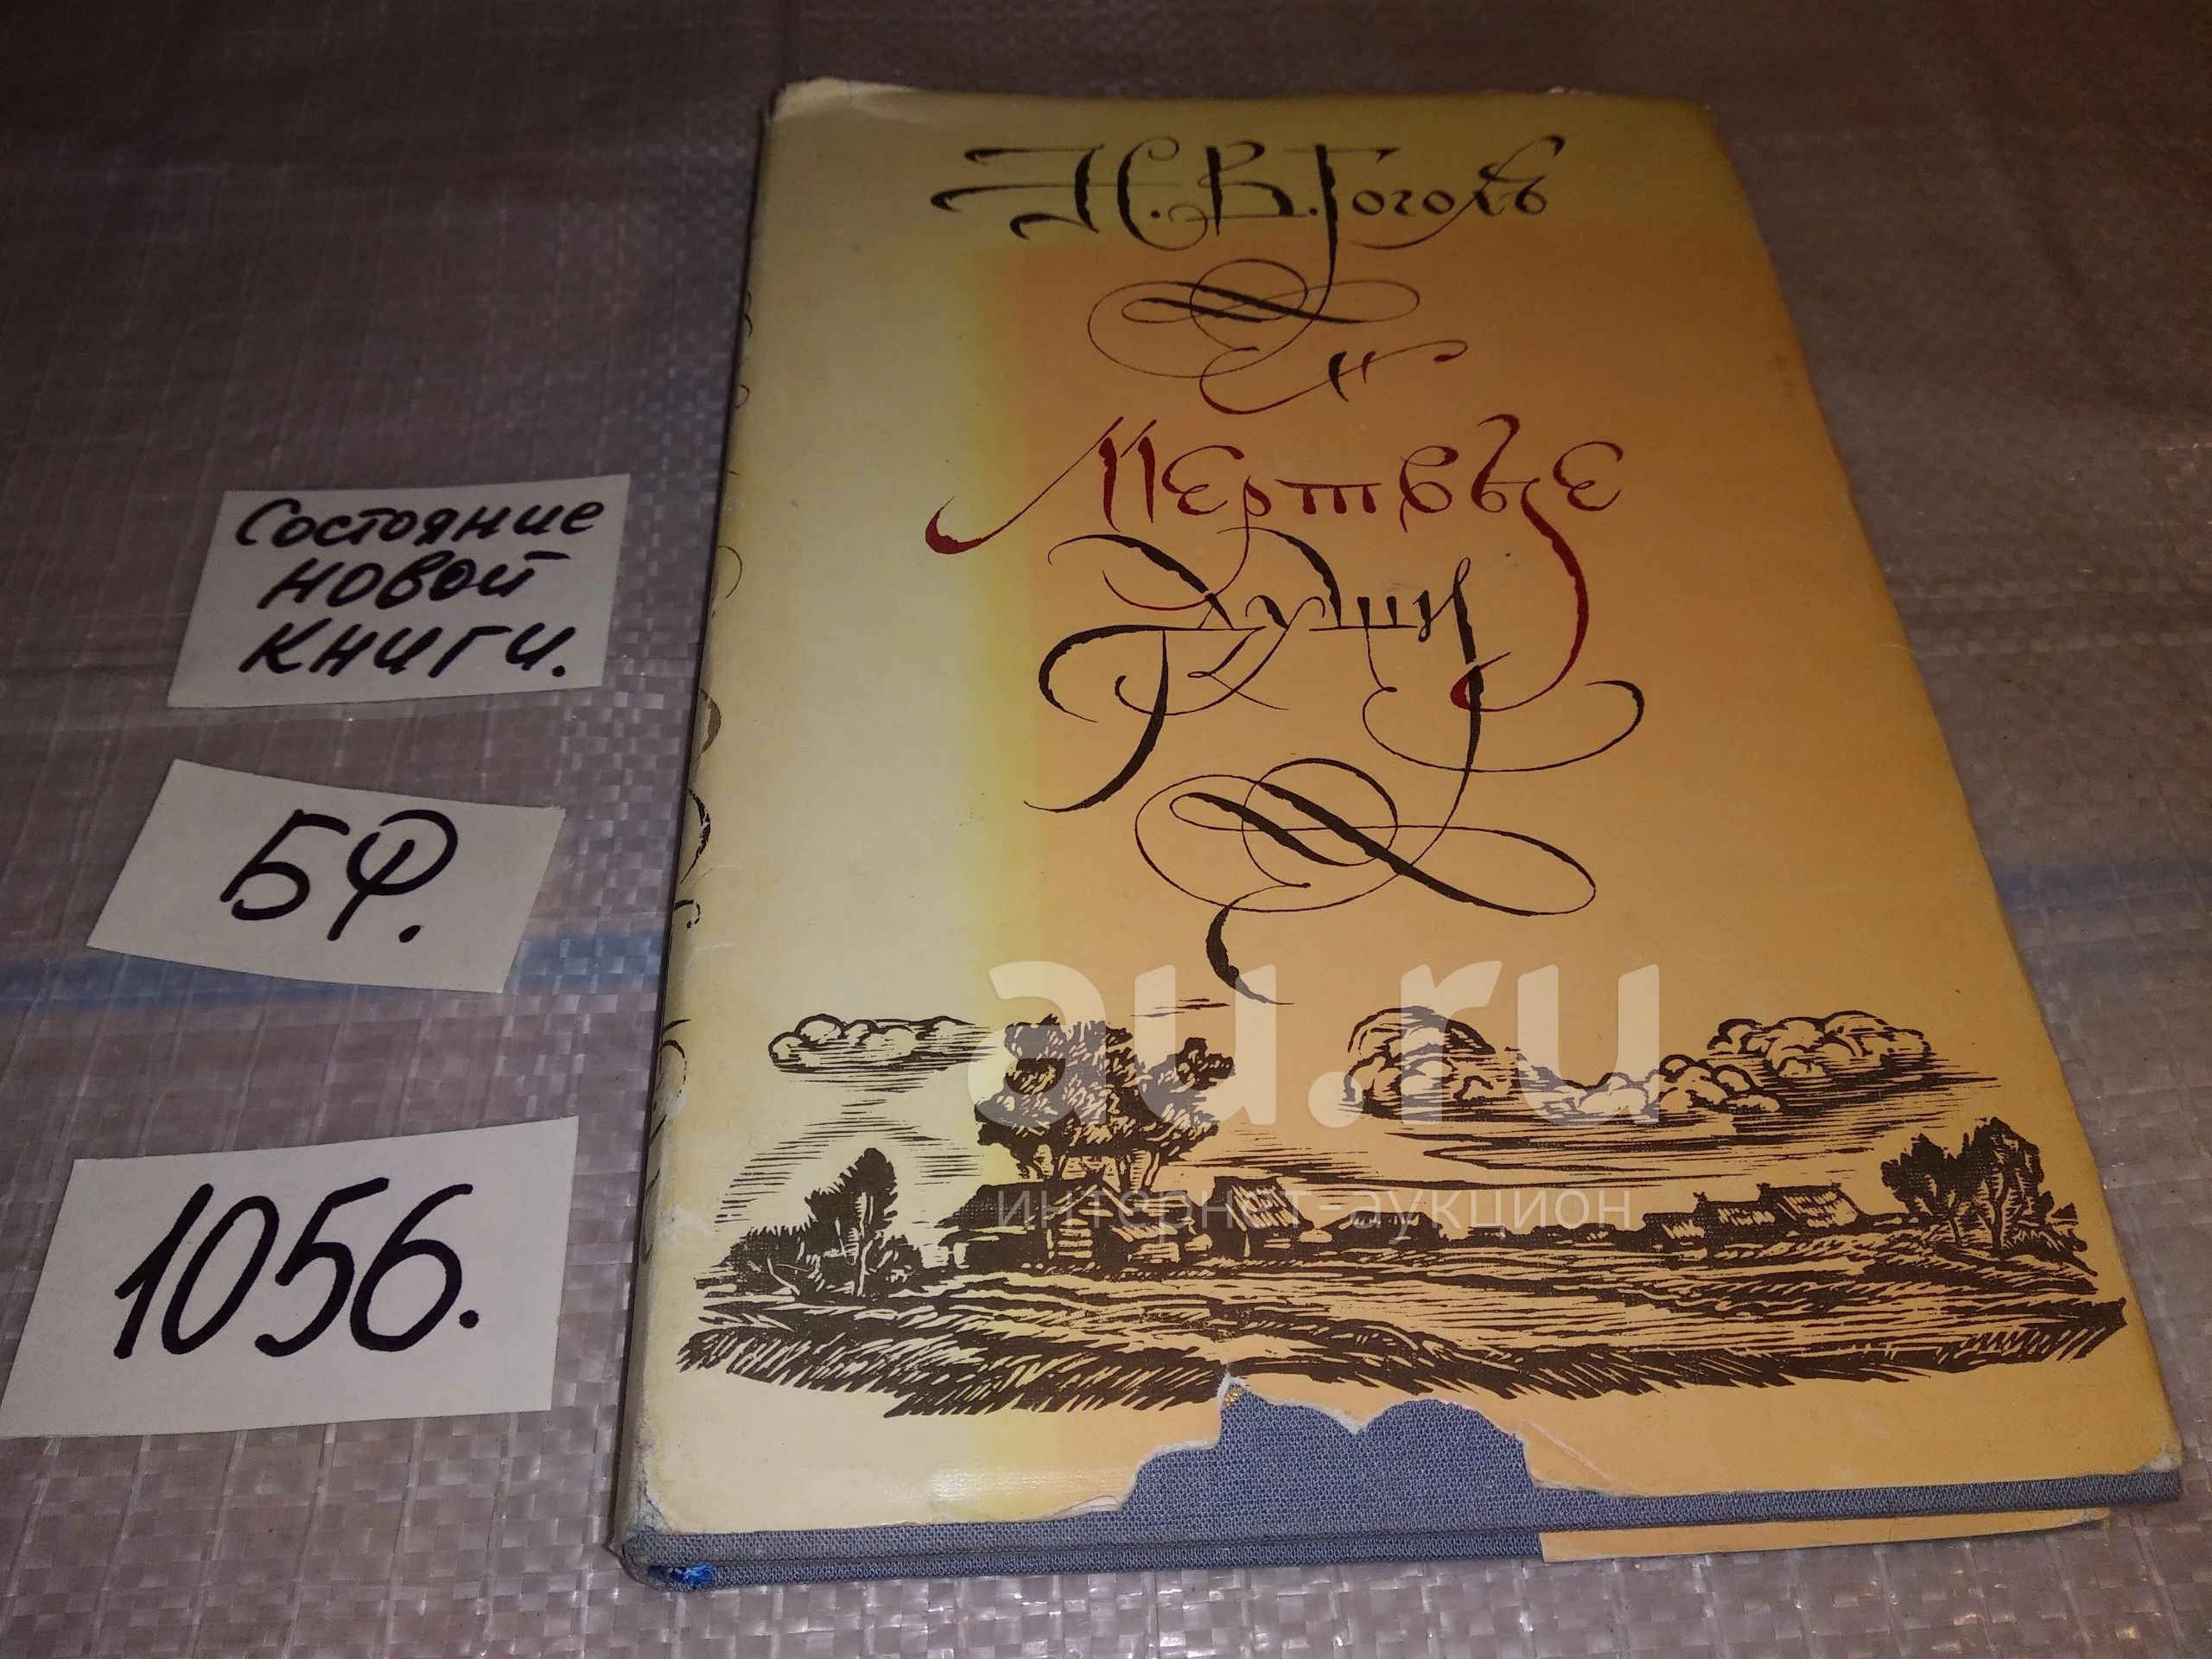 Н.В.Гоголь
Мертвые
Души
Состояние
новой
книги.
БФ.
1056.
au.ru
интернет-аукцион